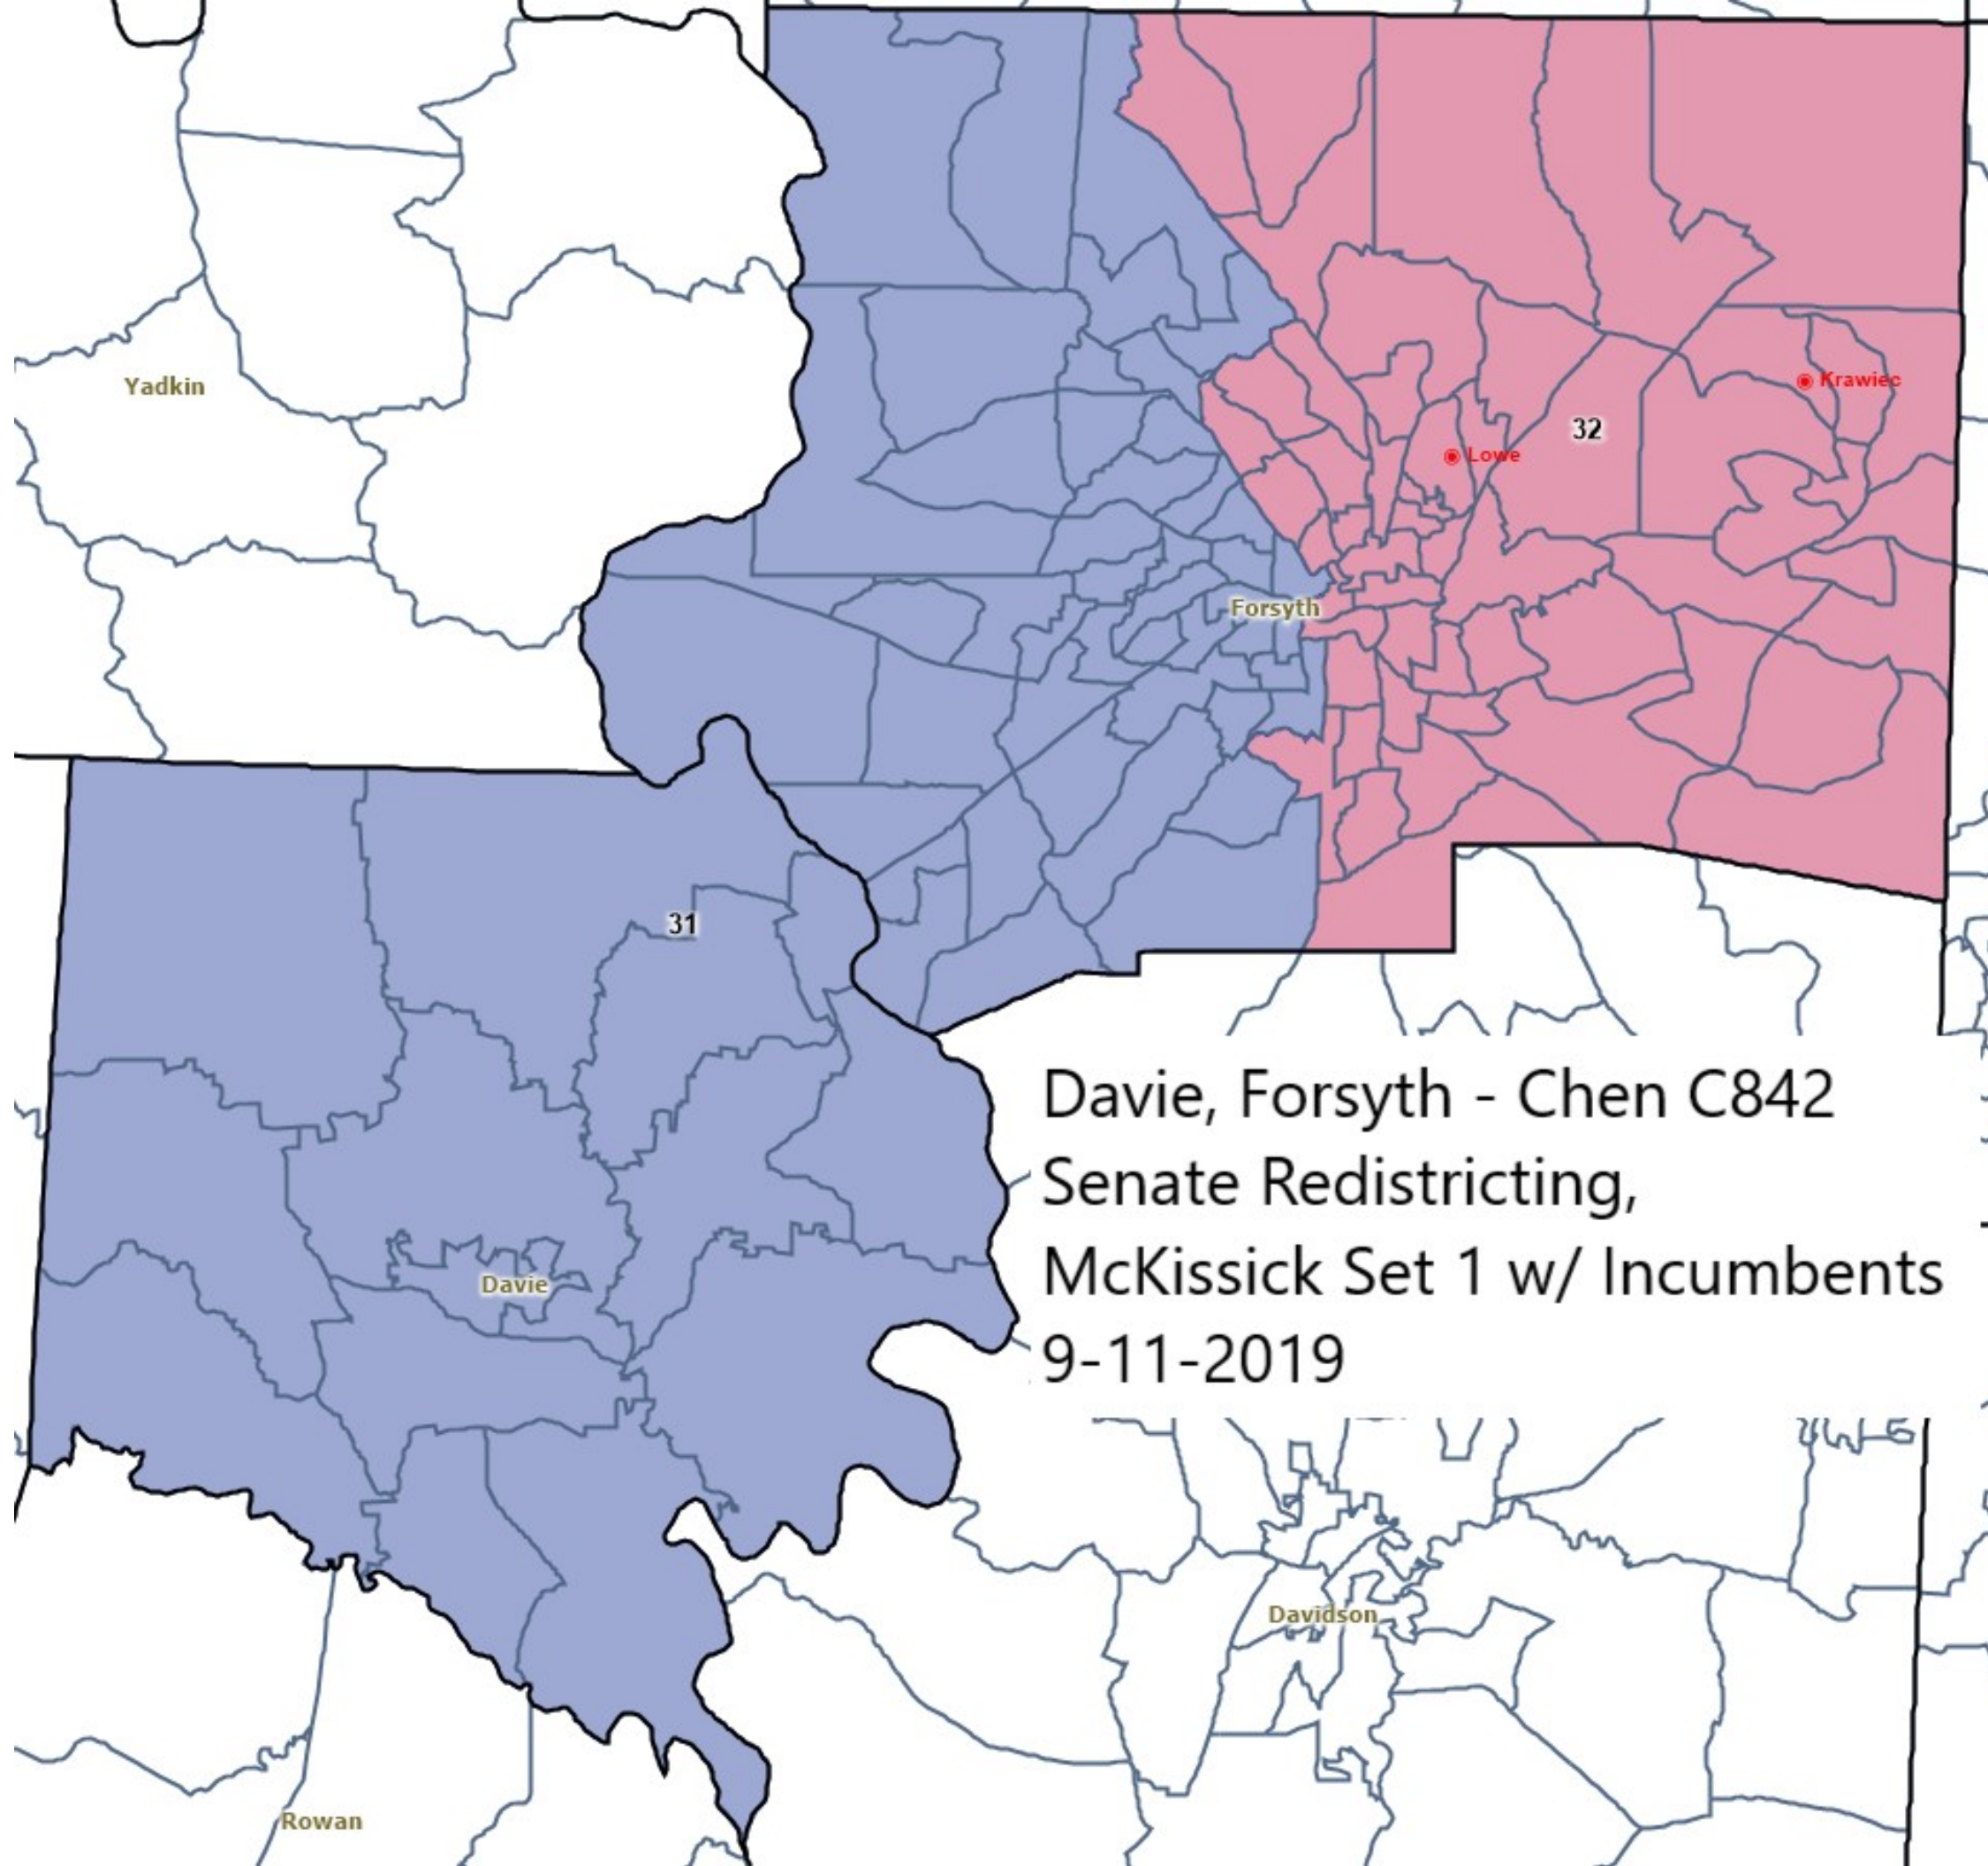 Yadkin
Krawiec
32
Lowe
Forsyth
31
Davie, Forsyth - Chen C842
Senate Redistricting,
McKissick Set 1 w/ Incumbents
9-11-2019
Davie
Davidson
Rowan